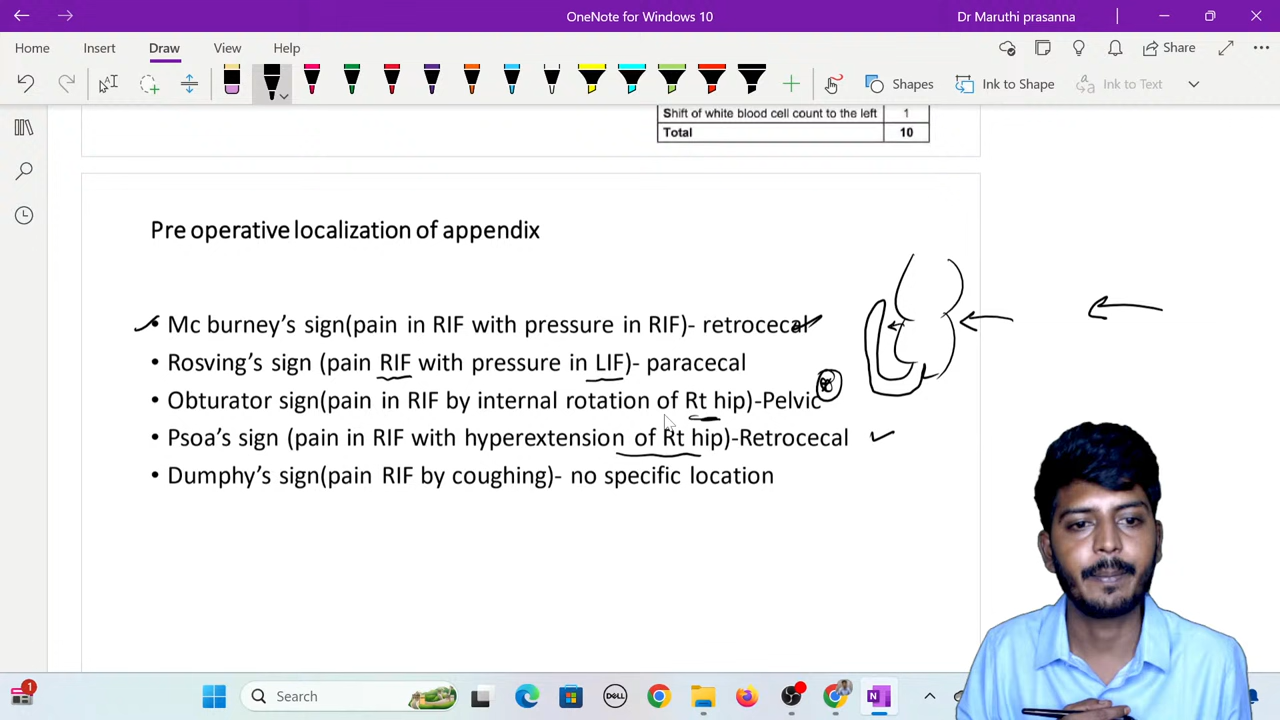 OneNote for Windows 10
Dr Maruthi prasanna
Home Insert Draw View Help
Share
Shapes Ink to Shape Ink to Text
Shift of white blood cell count to the left 1
Total 10
Pre operative localization of appendix
• Mc burney's sign(pain in RIF with pressure in RIF)- retrocecal
• Rosving's sign (pain RIF with pressure in LIF)- paracecal
• Obturator sign(pain in RIF by internal rotation of Rt hip)-Pelvic
• Psoa's sign (pain in RIF with hyperextension of Rt hip)-Retrocecal
• Dumphy's sign(pain RIF by coughing)- no specific location
1 Search DELL